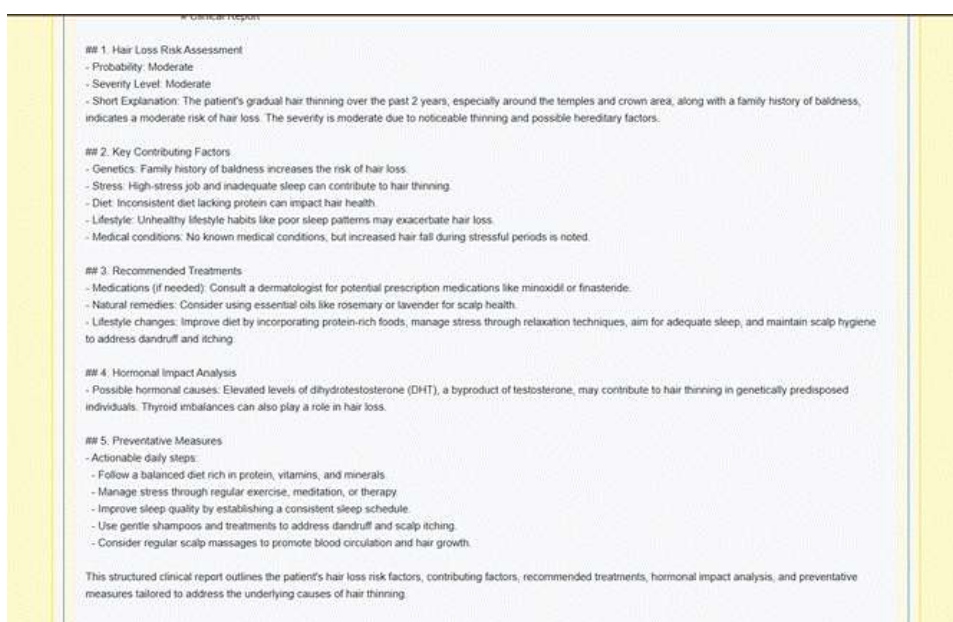 # Clinical Report
## 1. Hair Loss Risk Assessment
- Probability: Moderate
- Severity Level: Moderate
- Short Explanation: The patient's gradual hair thinning over the past 2 years, especially around the temples and crown area, along with a family history of baldness,
indicates a moderate risk of hair loss. The severity is moderate due to noticeable thinning and possible hereditary factors.
## 2. Key Contributing Factors
- Genetics: Family history of baldness increases the risk of hair loss.
- Stress: High-stress job and inadequate sleep can contribute to hair thinning.
- Diet: Inconsistent diet lacking protein can impact hair health.
- Lifestyle: Unhealthy lifestyle habits like poor sleep patterns may exacerbate hair loss.
- Medical conditions: No known medical conditions, but increased hair fall during stressful periods is noted.
## 3. Recommended Treatments
- Medications (if needed): Consult a dermatologist for potential prescription medications like minoxidil or finasteride.
- Natural remedies: Consider using essential oils like rosemary or lavender for scalp health.
- Lifestyle changes: Improve diet by incorporating protein-rich foods, manage stress through relaxation techniques, aim for adequate sleep, and maintain scalp hygiene
to address dandruff and itching.
## 4. Hormonal Impact Analysis
- Possible hormonal causes: Elevated levels of dihydrotestosterone (DHT), a byproduct of testosterone, may contribute to hair thinning in genetically predisposed
individuals. Thyroid imbalances can also play a role in hair loss.
## 5. Preventative Measures
- Actionable daily steps:
- Follow a balanced diet rich in protein, vitamins, and minerals.
- Manage stress through regular exercise, meditation, or therapy.
- Improve sleep quality by establishing a consistent sleep schedule.
- Use gentle shampoos and treatments to address dandruff and scalp itching.
- Consider regular scalp massages to promote blood circulation and hair growth.
This structured clinical report outlines the patient's hair loss risk factors, contributing factors, recommended treatments, hormonal impact analysis, and preventative
measures tailored to address the underlying causes of hair thinning.